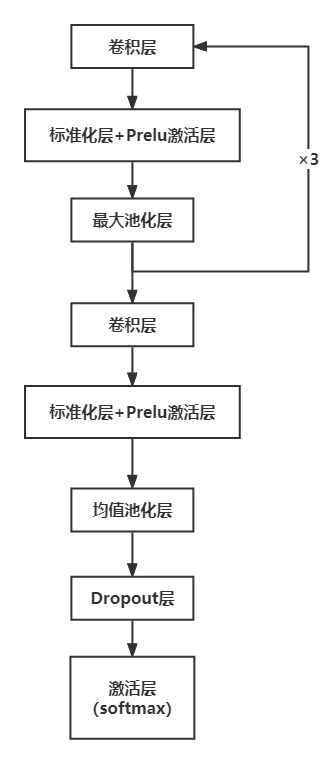 卷积层
标准化层+Prelu激活层
×3
最大池化层
卷积层
标准化层+Prelu激活层
均值池化层
Dropout层
激活层
（softmax）